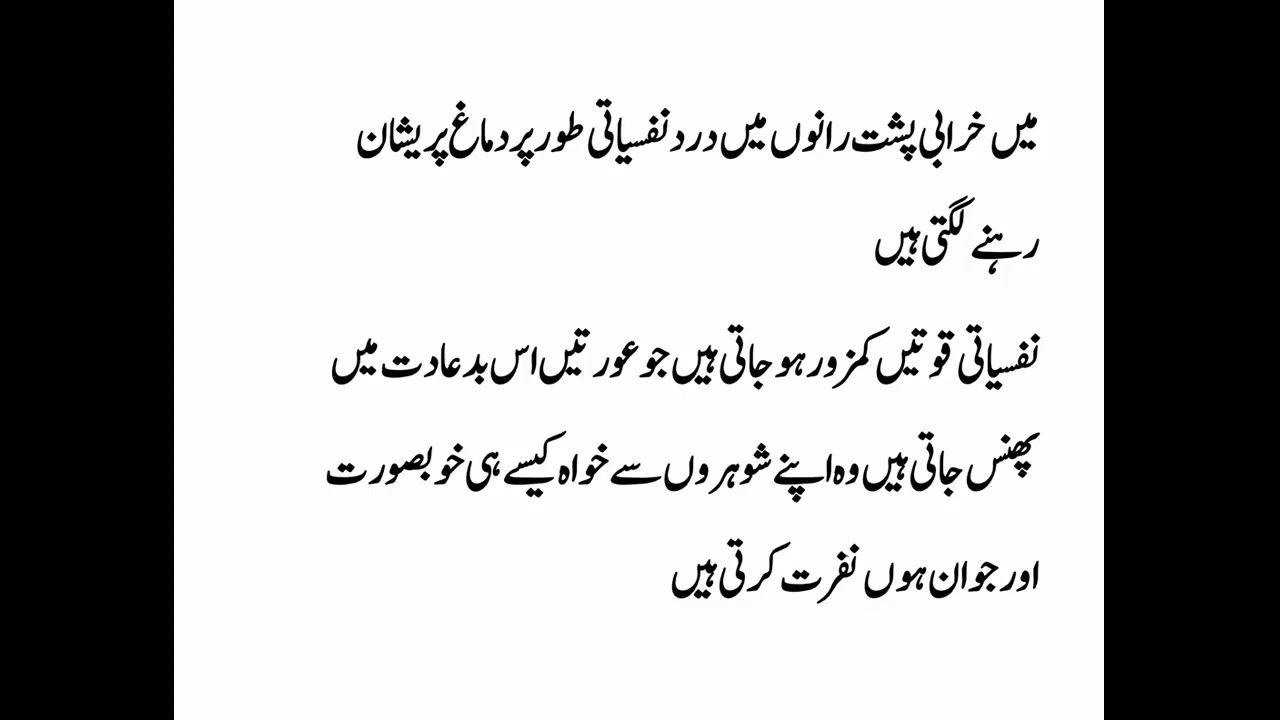 میں خرابی پشت رانوں میں درد نفسیاتی طور پر دماغ پریشان
رہنے لگتی ہیں
نفسیاتی قوتیں کمزور ہو جاتی ہیں جو عورتیں اس بد عادت میں
پھنس جاتی ہیں وہ اپنے شوہروں سے خواہ کیسے ہی خوبصورت
اور جوان ہوں نفرت کرتی ہیں